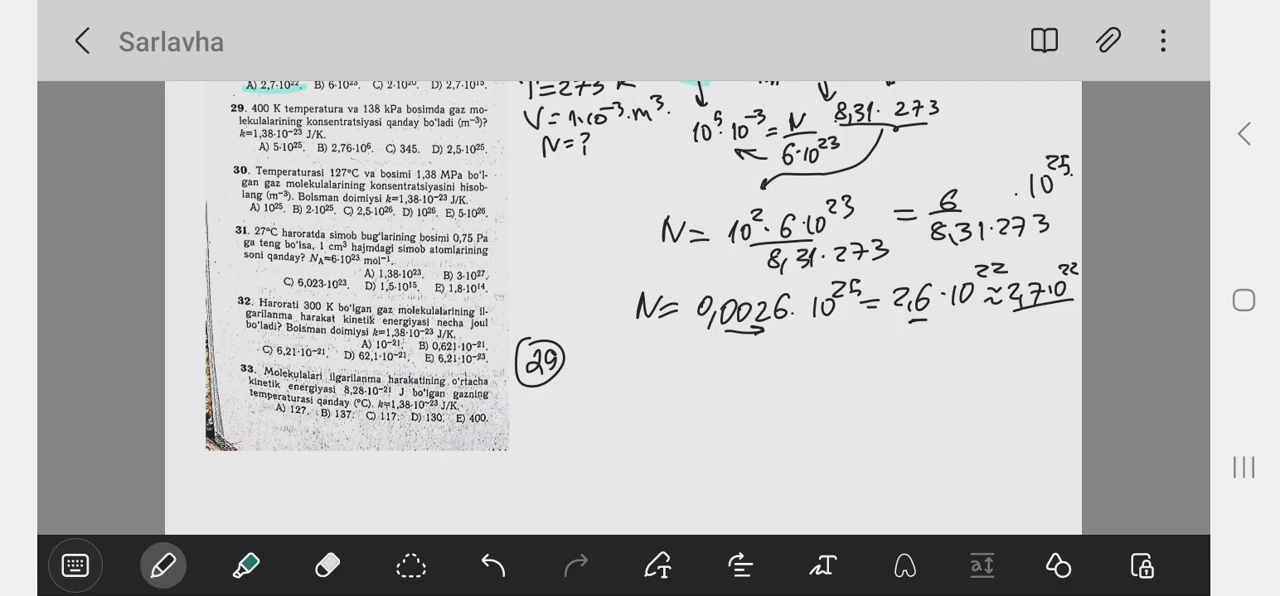 Sarlavha
A) 2,7·10²². B) 6·10²³. C) 2·10²⁰. D) 2,7·10¹⁵.
29. 400 K temperatura va 138 kPa bosimda gaz mo-
lekulalarining konsentratsiyasi qanday bo'ladi (m⁻³)?
k=1,38·10⁻²³ J/K.
A) 5·10²⁵. B) 2,76·10⁶. C) 345. D) 2,5·10²⁵.
30. Temperaturasi 127°C va bosimi 1,38 MPa bo'l-
gan gaz molekulalarining konsentratsiyasini hisob-
lang (m⁻³). Bolsman doimiysi k=1,38·10⁻²³ J/K.
A) 10²⁵. B) 2·10²⁵. C) 2,5·10²⁶. D) 10²⁶. E) 5·10²⁶.
31. 27°C haroratda simob bug'larining bosimi 0,75 Pa
ga teng bo'lsa, 1 cm³ hajmdagi simob atomlarining
soni qanday? N_A=6·10²³ mol⁻¹.
A) 1,38·10²³. B) 3·10²⁷.
C) 6,023·10²³. D) 1,5·10¹⁵. E) 1,8·10¹⁴.
32. Harorati 300 K bo'lgan gaz molekulalarining il-
garilanma harakat kinetik energiyasi necha joul
bo'ladi? Bolsman doimiysi k=1,38·10⁻²³ J/K.
A) 10⁻²¹. B) 0,621·10⁻²¹.
C) 6,21·10⁻²¹. D) 62,1·10⁻²¹. E) 6,21·10⁻²³.
33. Molekulalari ilgarilanma harakatining o'rtacha
kinetik energiyasi 8,28·10⁻²¹ J bo'lgan gazning
temperaturasi qanday (°C). k=1,38·10⁻²³ J/K.
A) 127. B) 137. C) 117. D) 130. E) 400.
T=273 K
V=1·10⁻³·m³.
N=?
10⁵·10⁻³=N/6·10²³ 8,31·273
N=10²·6·10²³/8,31·273 = 6/8,31·273 ·10²⁵.
N=0,0026·10²⁵=2,6·10²²≈2,7·10²²
29